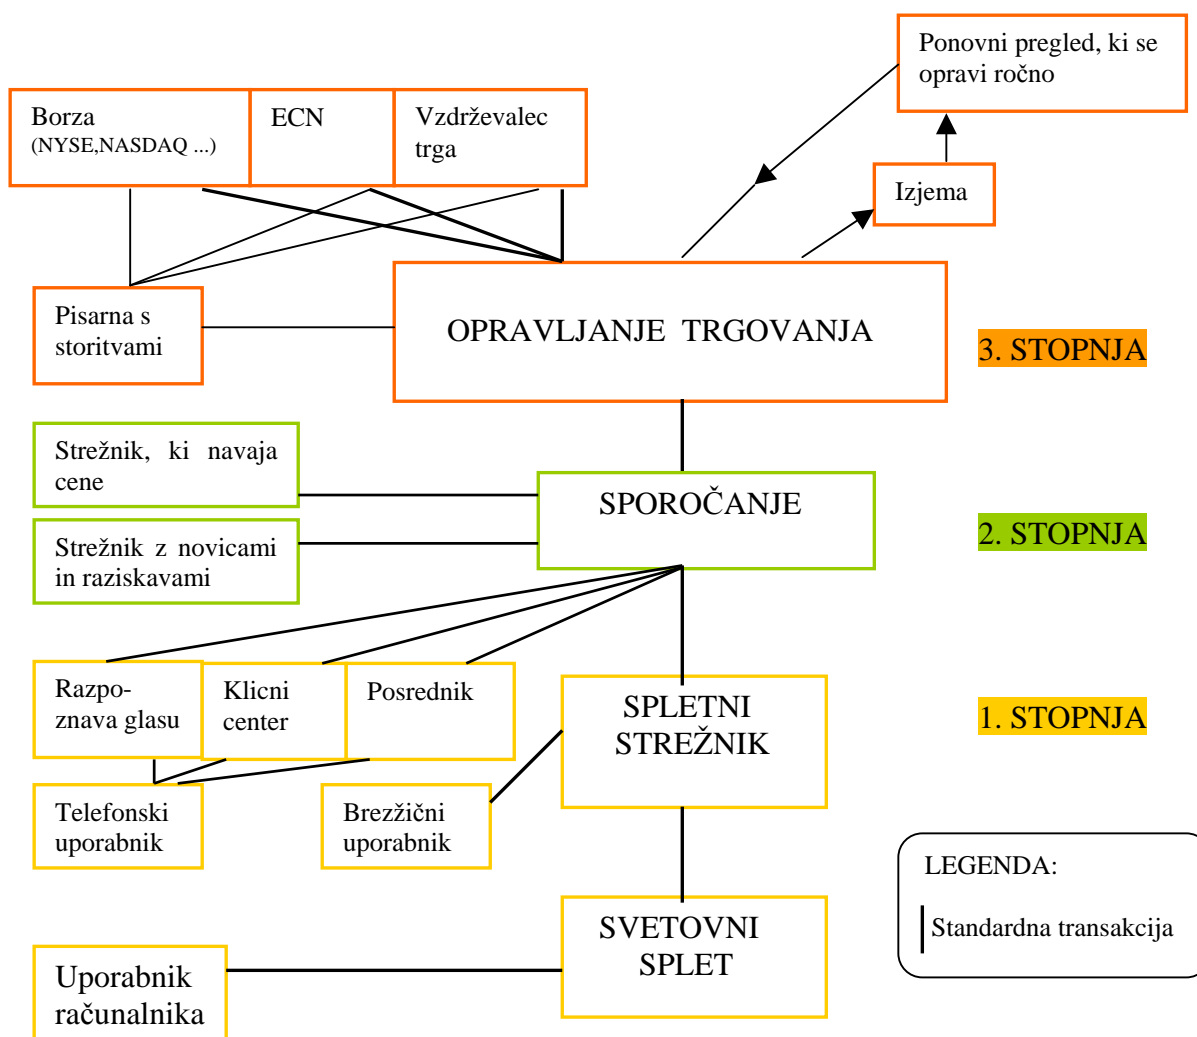 Ponovni pregled, ki se
opravi ročno
Borza
(NYSE,NASDAQ ...)
ECN
Vzdrževalec
trga
Izjema
Pisarna s
storitvami
OPRAVLJANJE TRGOVANJA
3. STOPNJA
Strežnik, ki navaja
cene
SPOROČANJE
Strežnik z novicami
in raziskavami
2. STOPNJA
Razpo-
znava glasu
Klicni
center
Posrednik
SPLETNI
STREŽNIK
1. STOPNJA
Telefonski
uporabnik
Brezžični
uporabnik
LEGENDA:
Standardna transakcija
SVETOVNI
SPLET
Uporabnik
računalnika